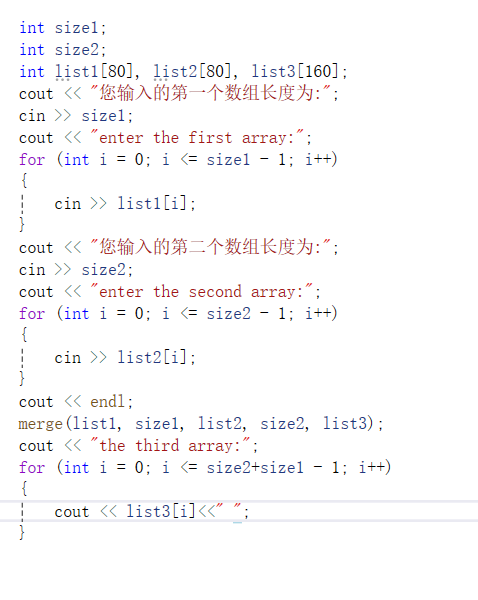 int size1;
int size2;
int list1[80], list2[80], list3[160];
cout << "您输入的第一个数组长度为:";
cin >> size1;
cout << "enter the first array:";
for (int i = 0; i <= size1 - 1; i++)
{
cin >> list1[i];
}
cout << "您输入的第二个数组长度为:";
cin >> size2;
cout << "enter the second array:";
for (int i = 0; i <= size2 - 1; i++)
{
cin >> list2[i];
}
cout << endl;
merge(list1, size1, list2, size2, list3);
cout << "the third array:";
for (int i = 0; i <= size2+size1 - 1; i++)
{
cout << list3[i]<<" ";
}